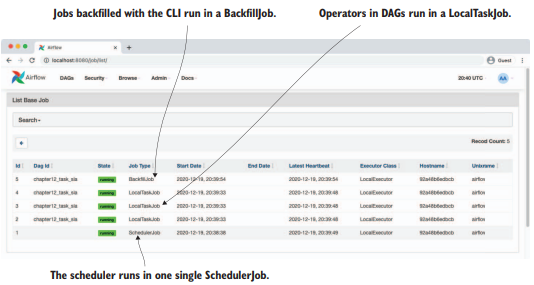 Jobs backfilled with the CLI run in a BackfillJob.
Operators in DAGs run in a LocalTaskJob.
Airflow
localhost:8080/job/list/
Guest
Airflow DAGs Security Browse Admin Docs 20:40 UTC AA
List Base Job
Search
Record Count: 5
Id Dag Id State Job Type Start Date End Date Latest Heartbeat Executor Class Hostname Unixname
5 chapter12_task_sla running BackfillJob 2020-12-19, 20:39:54 2020-12-19, 20:39:54 LocalExecutor 92a48b6edbcb airflow
4 chapter12_task_sla running LocalTaskJob 2020-12-19, 20:39:33 2020-12-19, 20:39:48 LocalExecutor 92a48b6edbcb airflow
3 chapter12_task_sla running LocalTaskJob 2020-12-19, 20:39:33 2020-12-19, 20:39:48 LocalExecutor 92a48b6edbcb airflow
2 chapter12_task_sla running LocalTaskJob 2020-12-19, 20:39:33 2020-12-19, 20:39:48 LocalExecutor 92a48b6edbcb airflow
1 running SchedulerJob 2020-12-19, 20:38:38 2020-12-19, 20:39:49 LocalExecutor 92a48b6edbcb airflow
The scheduler runs in one single SchedulerJob.